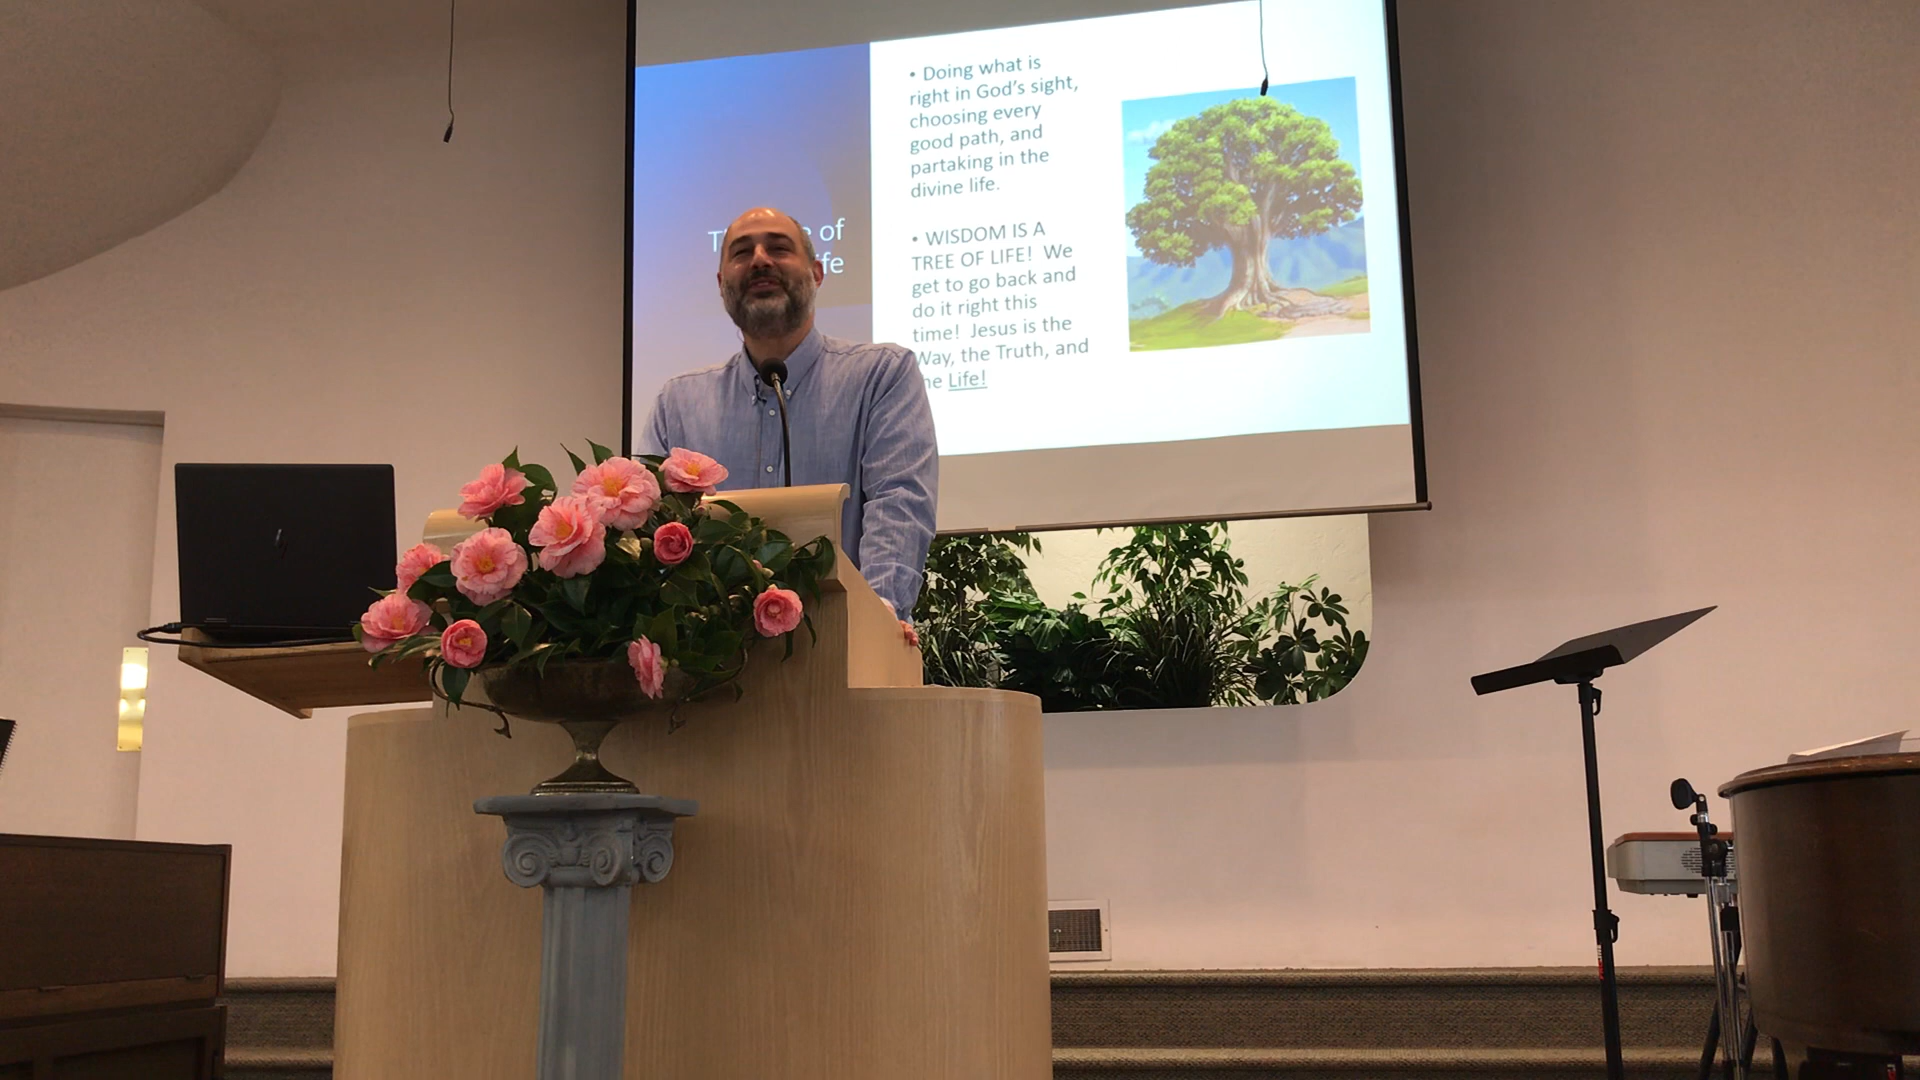 of
• Doing what is
right in God's sight,
choosing every
good path, and
partaking in the
divine life.
• WISDOM IS A
TREE OF LIFE! We
get to go back and
do it right this
time! Jesus is the
Way, the Truth, and
Life!